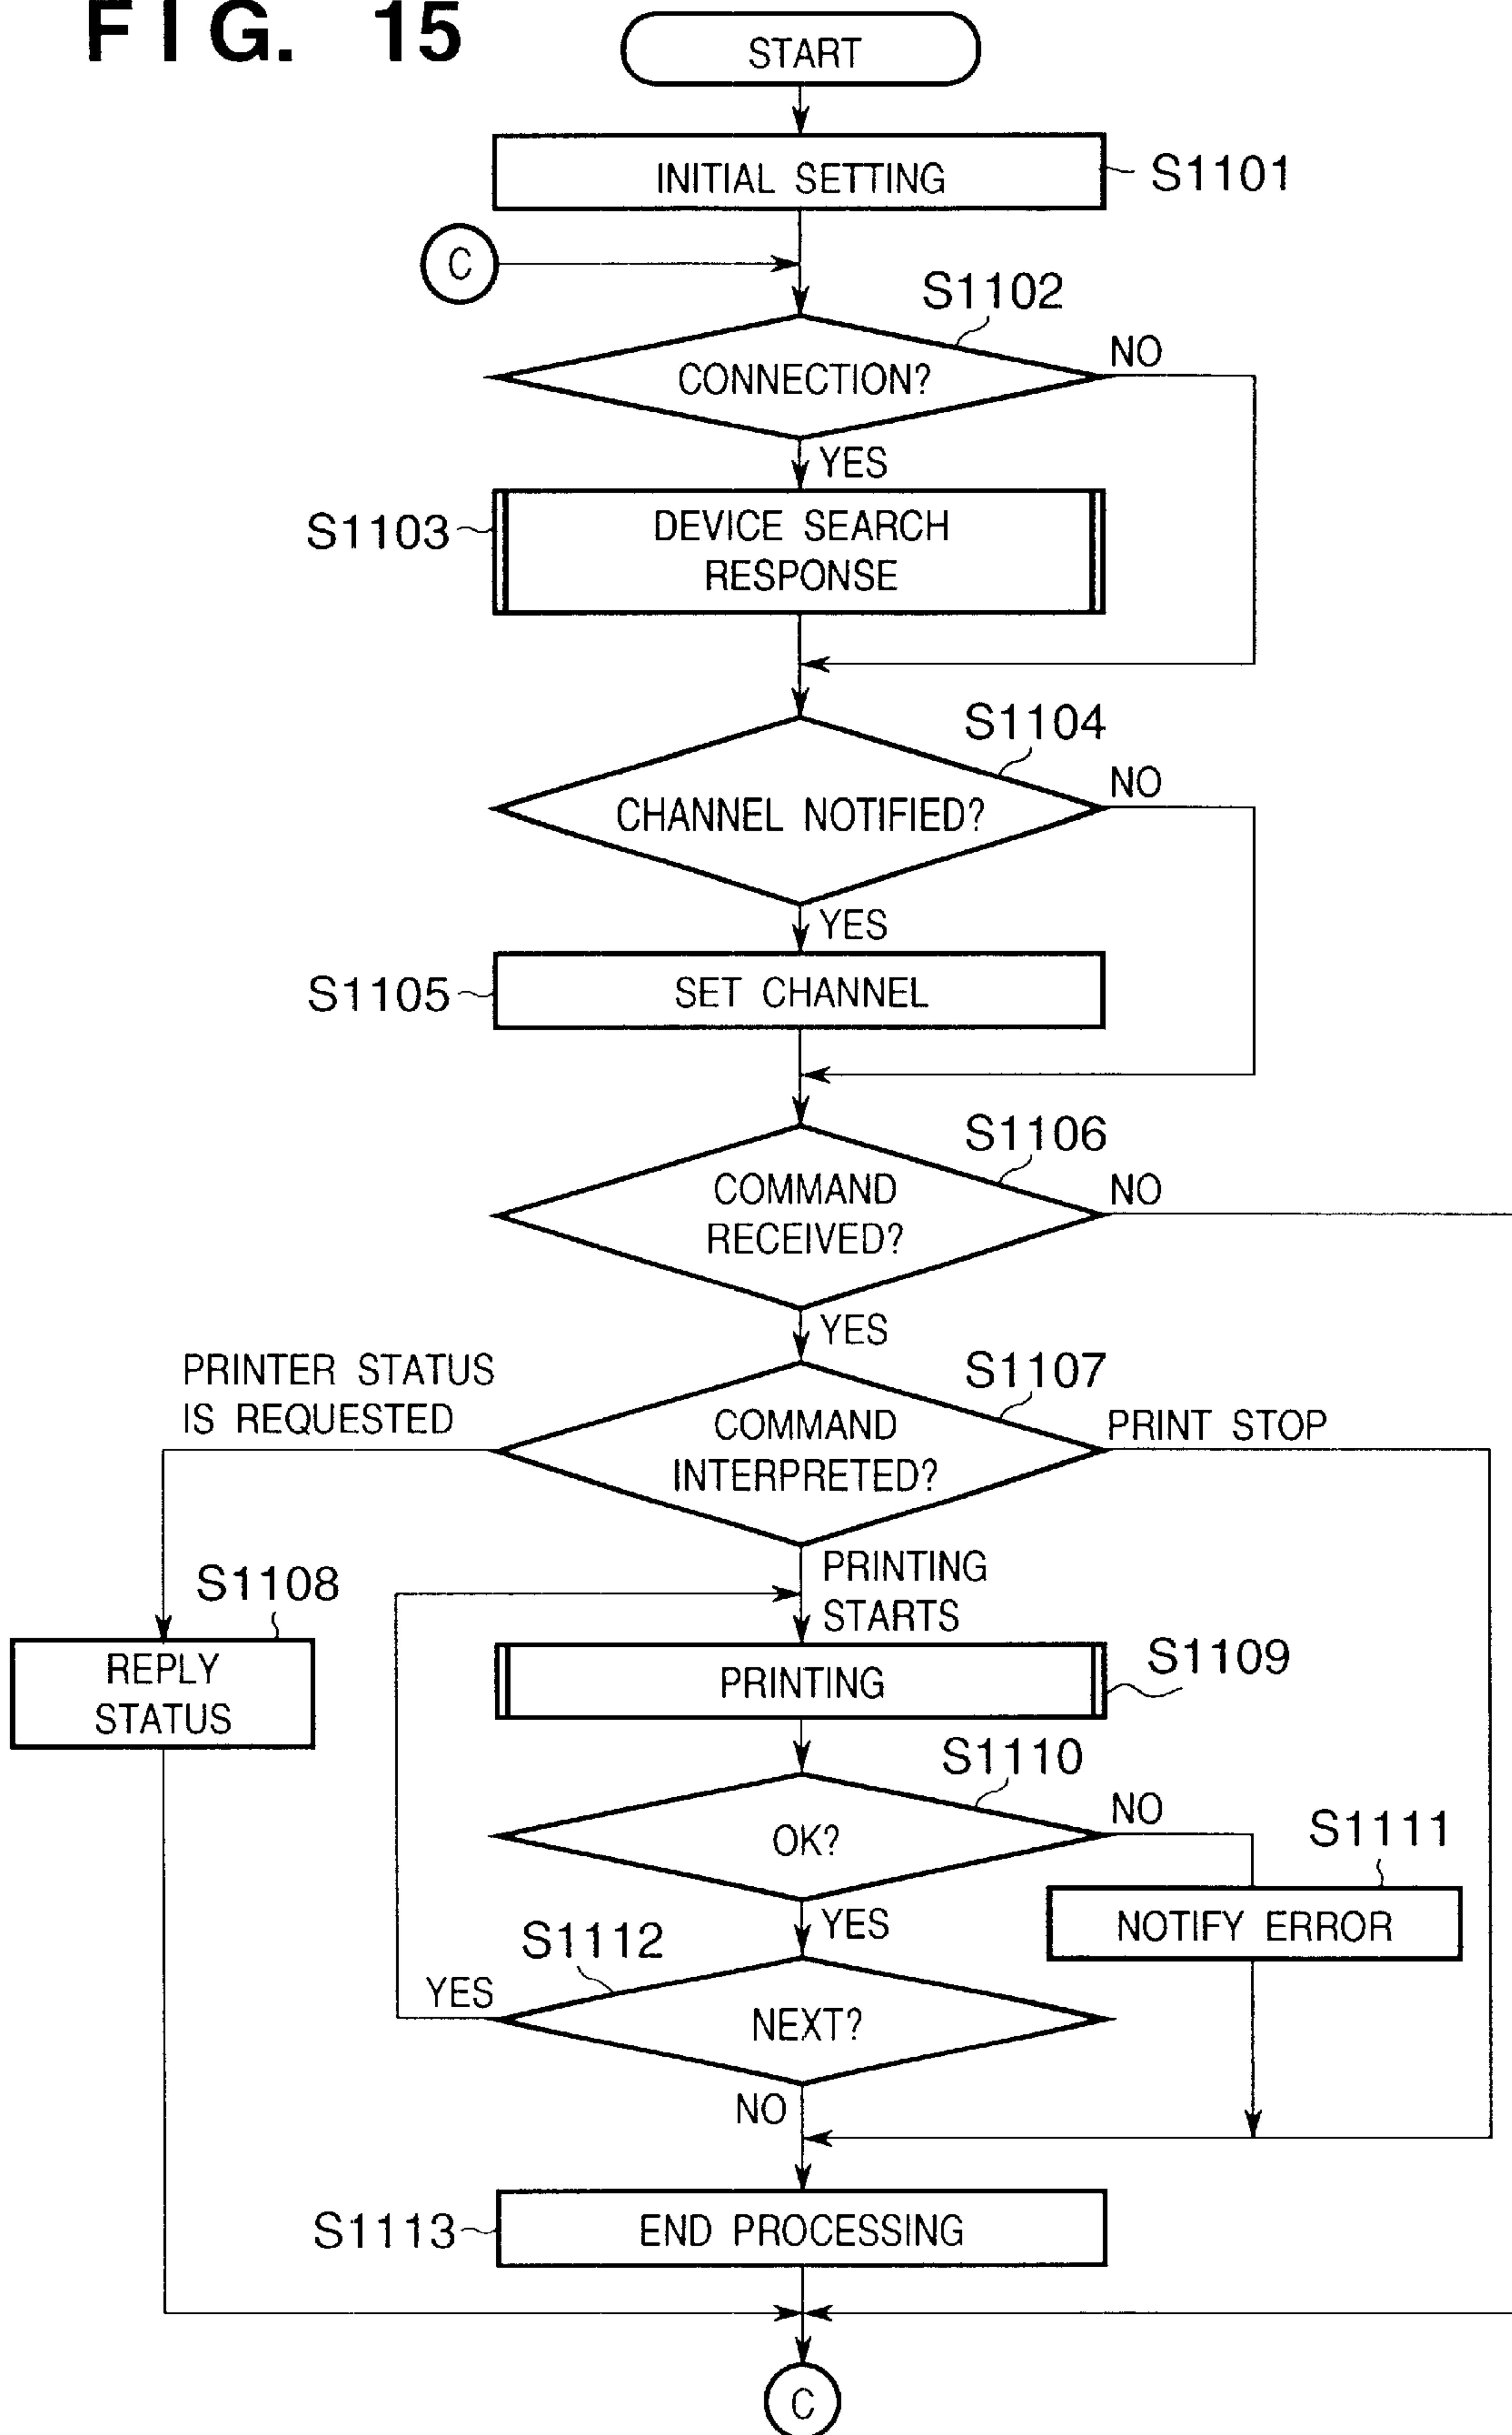 FIG. 15
START
INITIAL SETTING
S1101
C
S1102
CONNECTION?
NO
YES
S1103
DEVICE SEARCH
RESPONSE
S1104
CHANNEL NOTIFIED?
NO
YES
S1105
SET CHANNEL
S1106
COMMAND
RECEIVED?
NO
YES
PRINTER STATUS
IS REQUESTED
S1107
COMMAND
INTERPRETED?
PRINT STOP
PRINTING
STARTS
S1108
REPLY
STATUS
PRINTING
S1109
S1110
OK?
NO
S1111
NOTIFY ERROR
YES
S1112
YES
NEXT?
NO
S1113
END PROCESSING
C